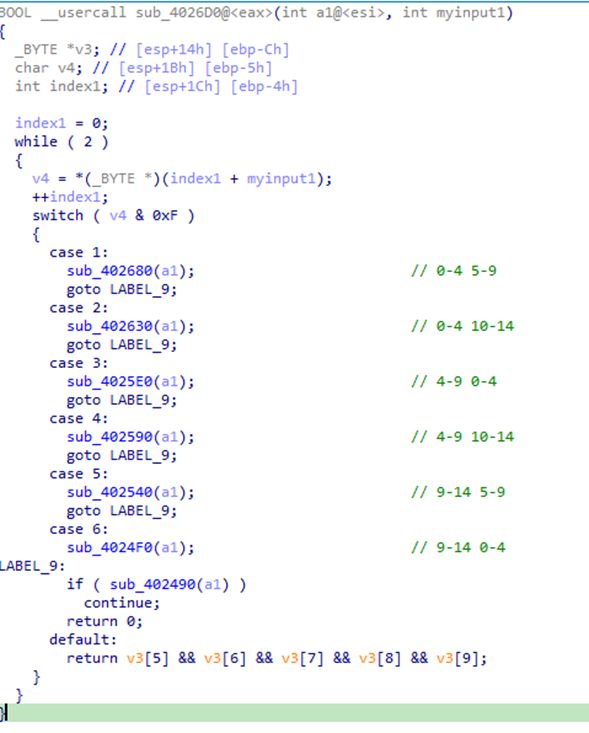 BOOL __usercall sub_4026D0@<eax>(int a1@<esi>, int myinput1)
{
  _BYTE *v3; // [esp+14h] [ebp-Ch]
  char v4; // [esp+1Bh] [ebp-5h]
  int index1; // [esp+1Ch] [ebp-4h]

  index1 = 0;
  while ( 2 )
  {
    v4 = *(_BYTE *)(index1 + myinput1);
    ++index1;
    switch ( v4 & 0xF )
    {
      case 1:
        sub_402680(a1); // 0-4 5-9
        goto LABEL_9;
      case 2:
        sub_402630(a1); // 0-4 10-14
        goto LABEL_9;
      case 3:
        sub_4025E0(a1); // 4-9 0-4
        goto LABEL_9;
      case 4:
        sub_402590(a1); // 4-9 10-14
        goto LABEL_9;
      case 5:
        sub_402540(a1); // 9-14 5-9
        goto LABEL_9;
      case 6:
        sub_4024F0(a1); // 9-14 0-4
LABEL_9:
        if ( sub_402490(a1) )
          continue;
        return 0;
      default:
        return v3[5] && v3[6] && v3[7] && v3[8] && v3[9];
    }
  }
}